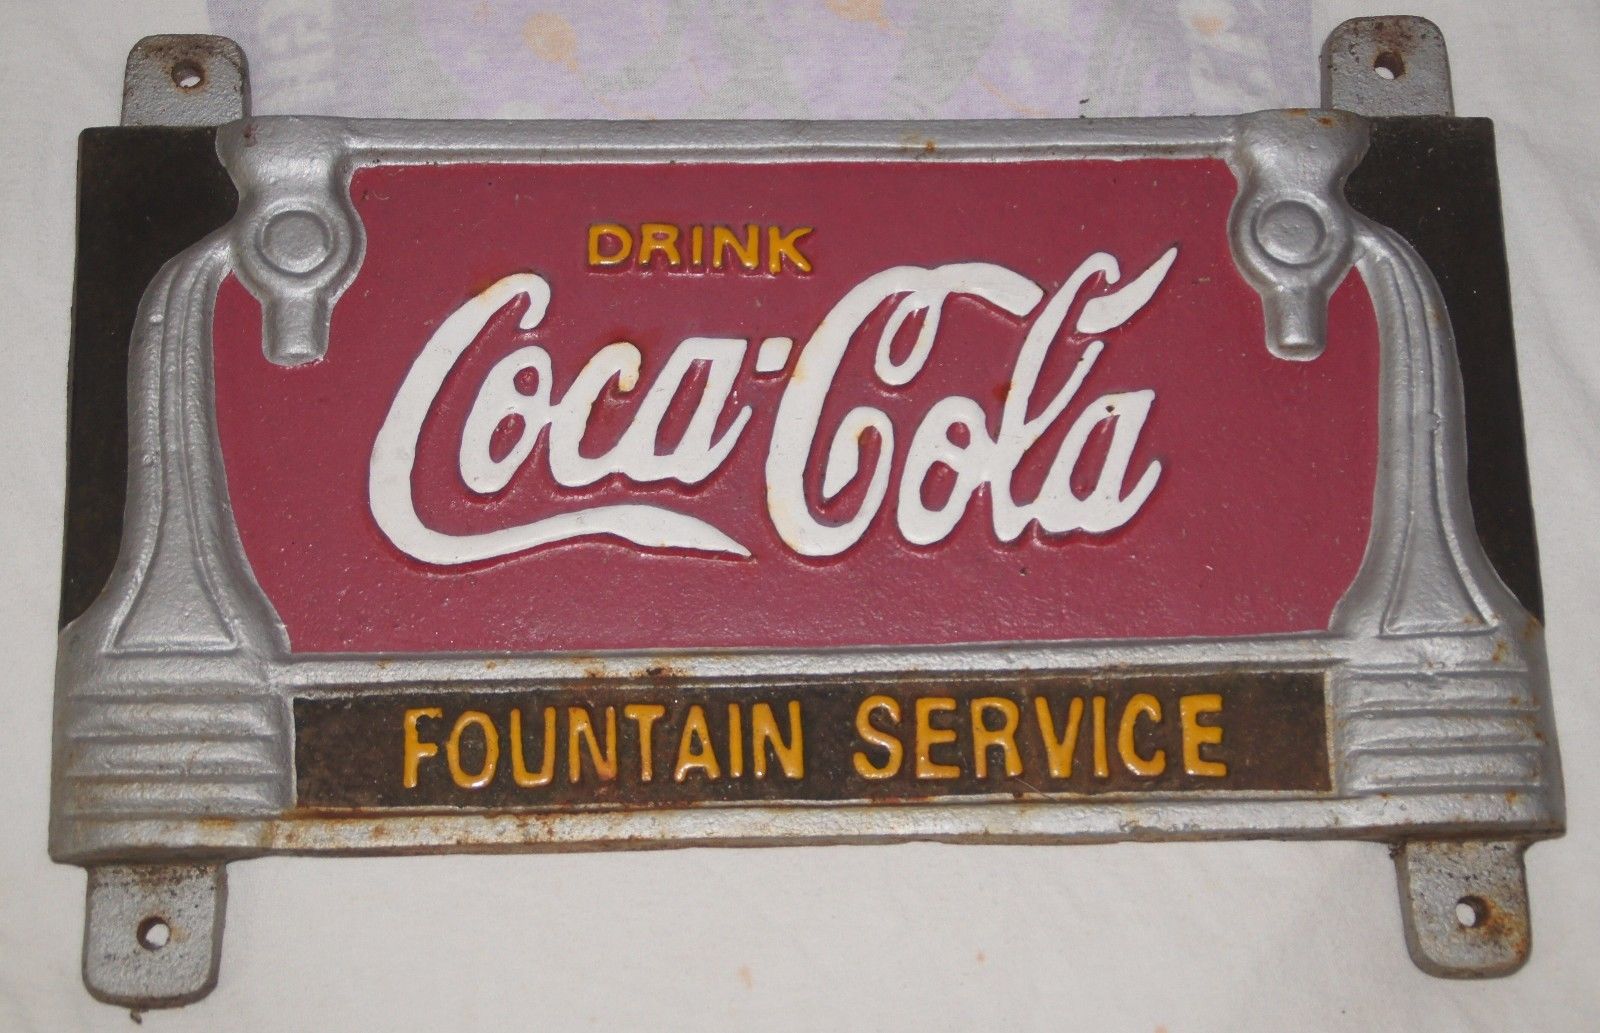 DRINK
Coca-Cola
FOUNTAIN SERVICE